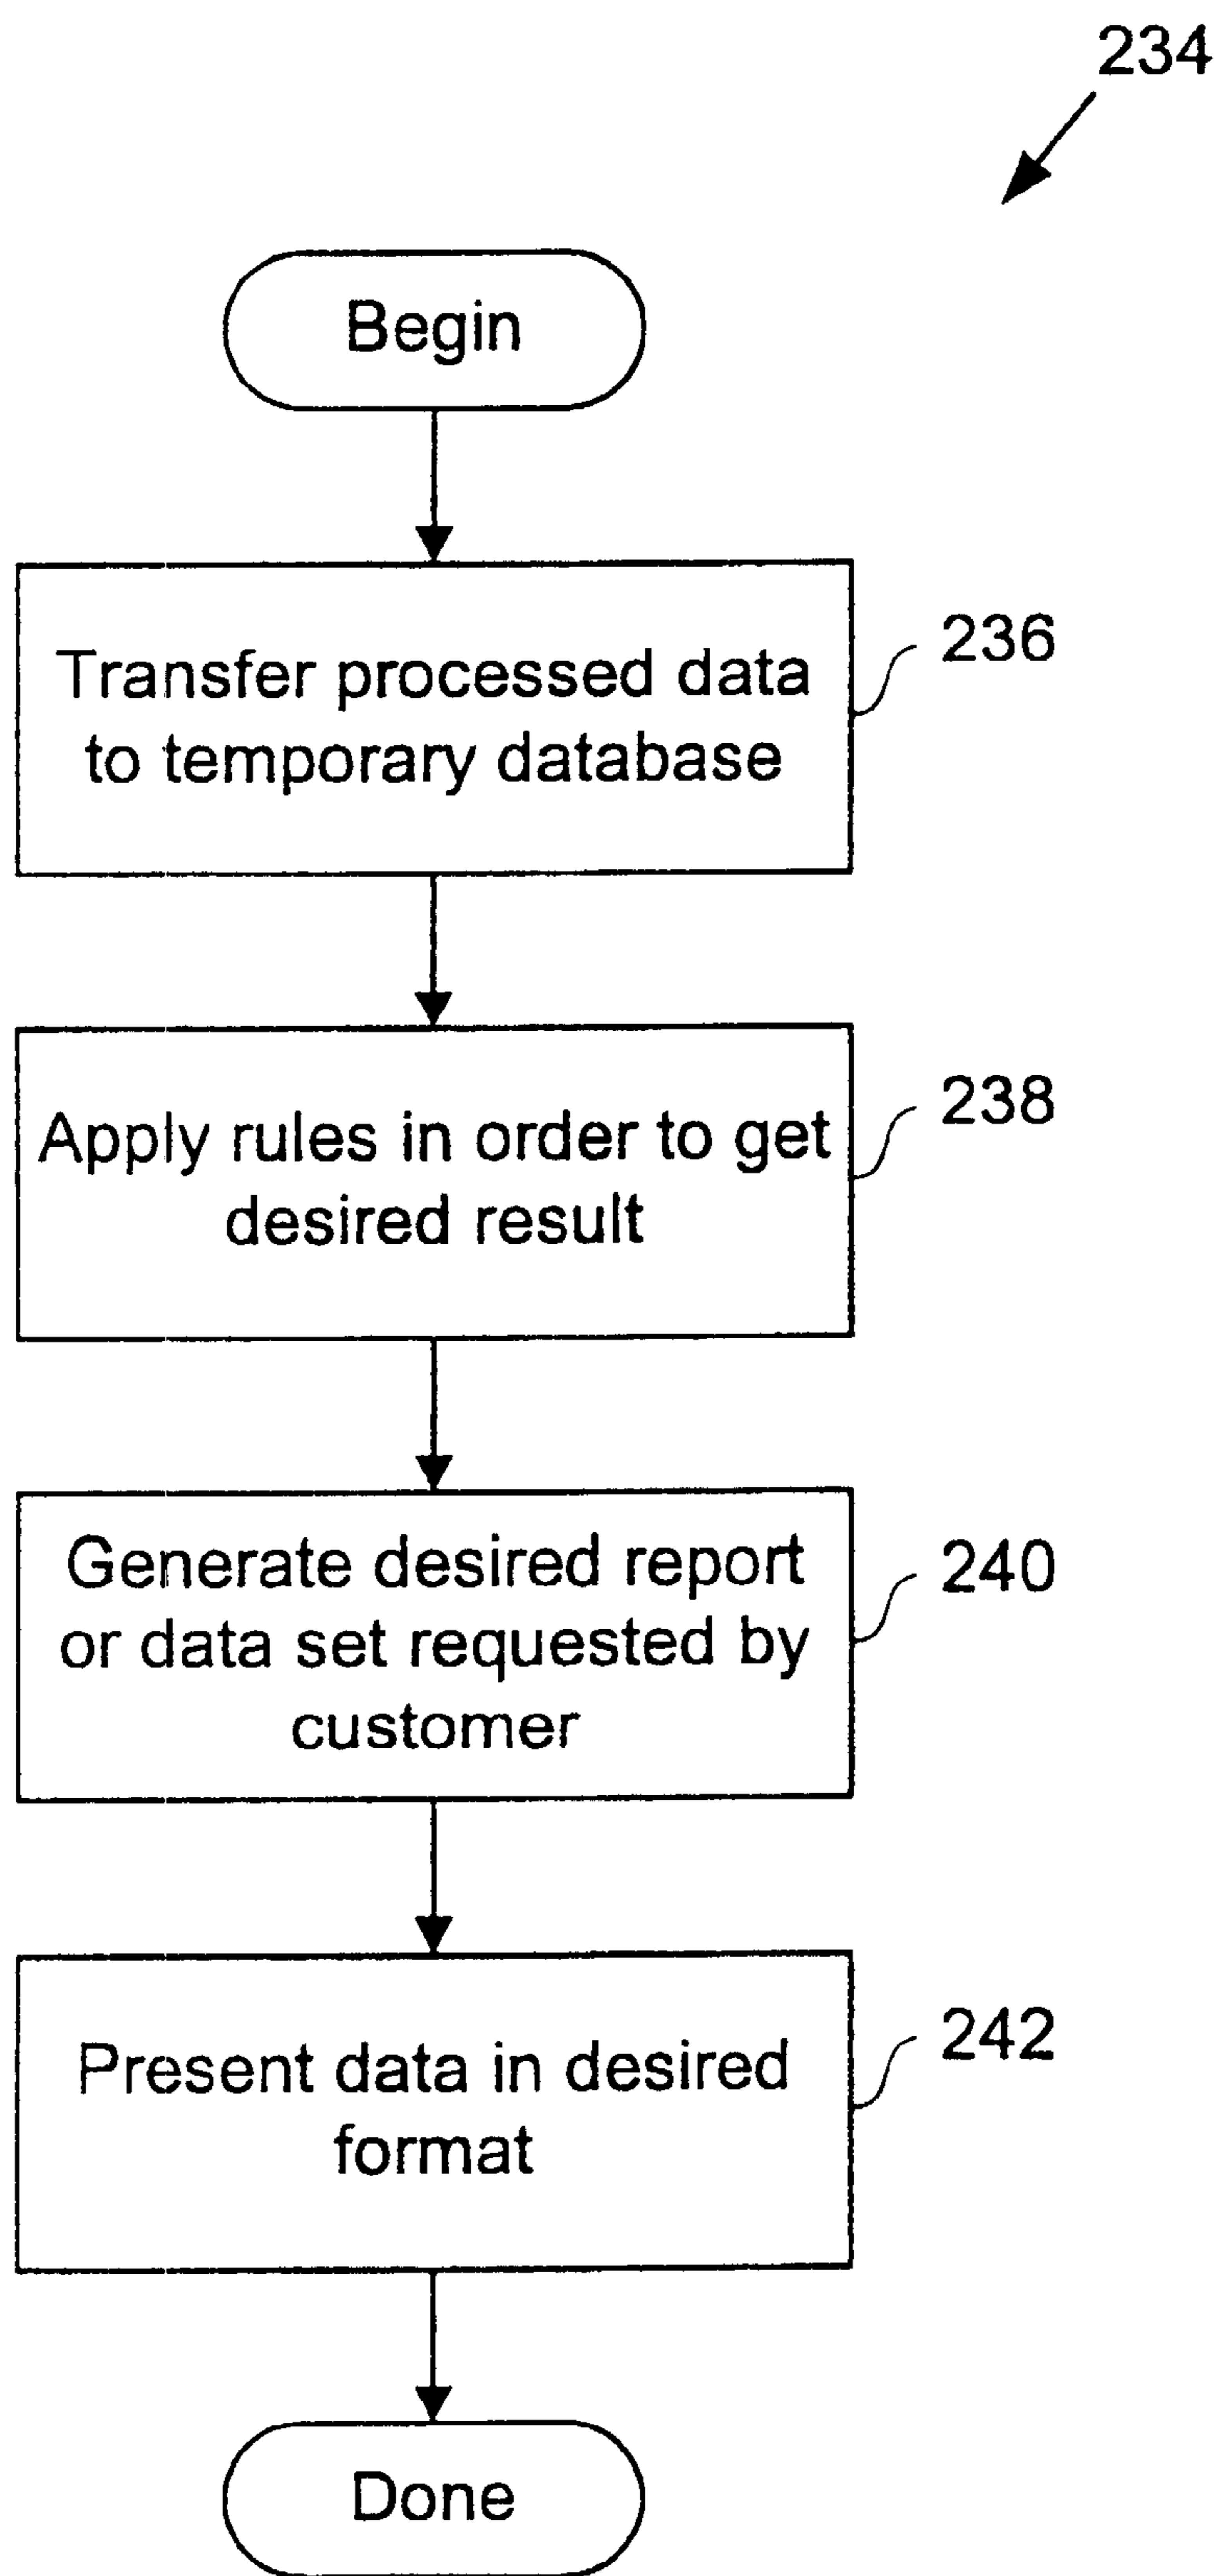 234
Begin
Transfer processed data
to temporary database
236
Apply rules in order to get
desired result
238
Generate desired report
or data set requested by
customer
240
Present data in desired
format
242
Done